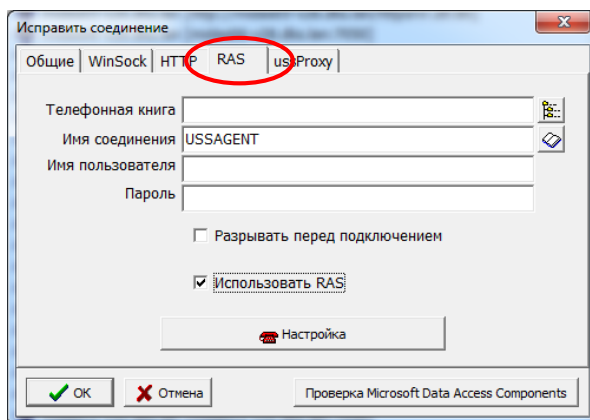 Исправить соединение
Общие WinSock HTTP RAS ussProxy
Телефонная книга
Имя соединения USSAGENT
Имя пользователя
Пароль
Разрывать перед подключением
Использовать RAS
Настройка
OK Отмена Проверка Microsoft Data Access Components